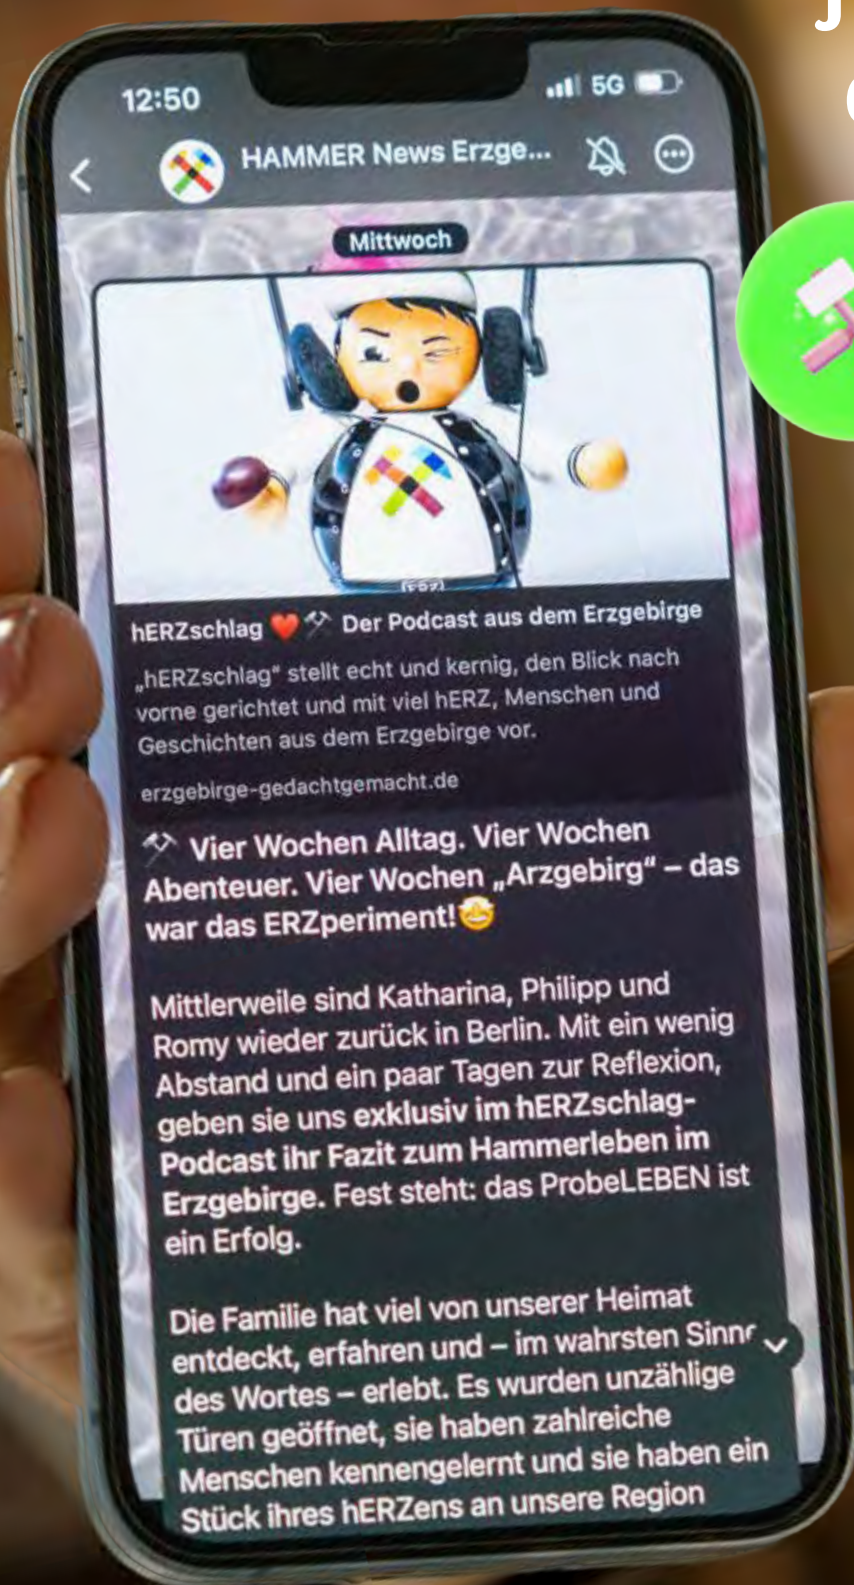 12:50
5G
HAMMER News Erzge...
Mittwoch
hERZschlag ❤️⚒ Der Podcast aus dem Erzgebirge
„hERZschlag“ stellt echt und kernig, den Blick nach
vorne gerichtet und mit viel hERZ, Menschen und
Geschichten aus dem Erzgebirge vor.
erzgebirge-gedachtgemacht.de
⚒ Vier Wochen Alltag. Vier Wochen
Abenteuer. Vier Wochen „Arzgebirg“ – das
war das ERZperiment!🤩
Mittlerweile sind Katharina, Philipp und
Romy wieder zurück in Berlin. Mit ein wenig
Abstand und ein paar Tagen zur Reflexion,
geben sie uns exklusiv im hERZschlag-
Podcast ihr Fazit zum Hammerleben im
Erzgebirge. Fest steht: das ProbeLEBEN ist
ein Erfolg.
Die Familie hat viel von unserer Heimat
entdeckt, erfahren und – im wahrsten Sinne
des Wortes – erlebt. Es wurden unzählige
Türen geöffnet, sie haben zahlreiche
Menschen kennengelernt und sie haben ein
Stück ihres hERZens an unsere Region